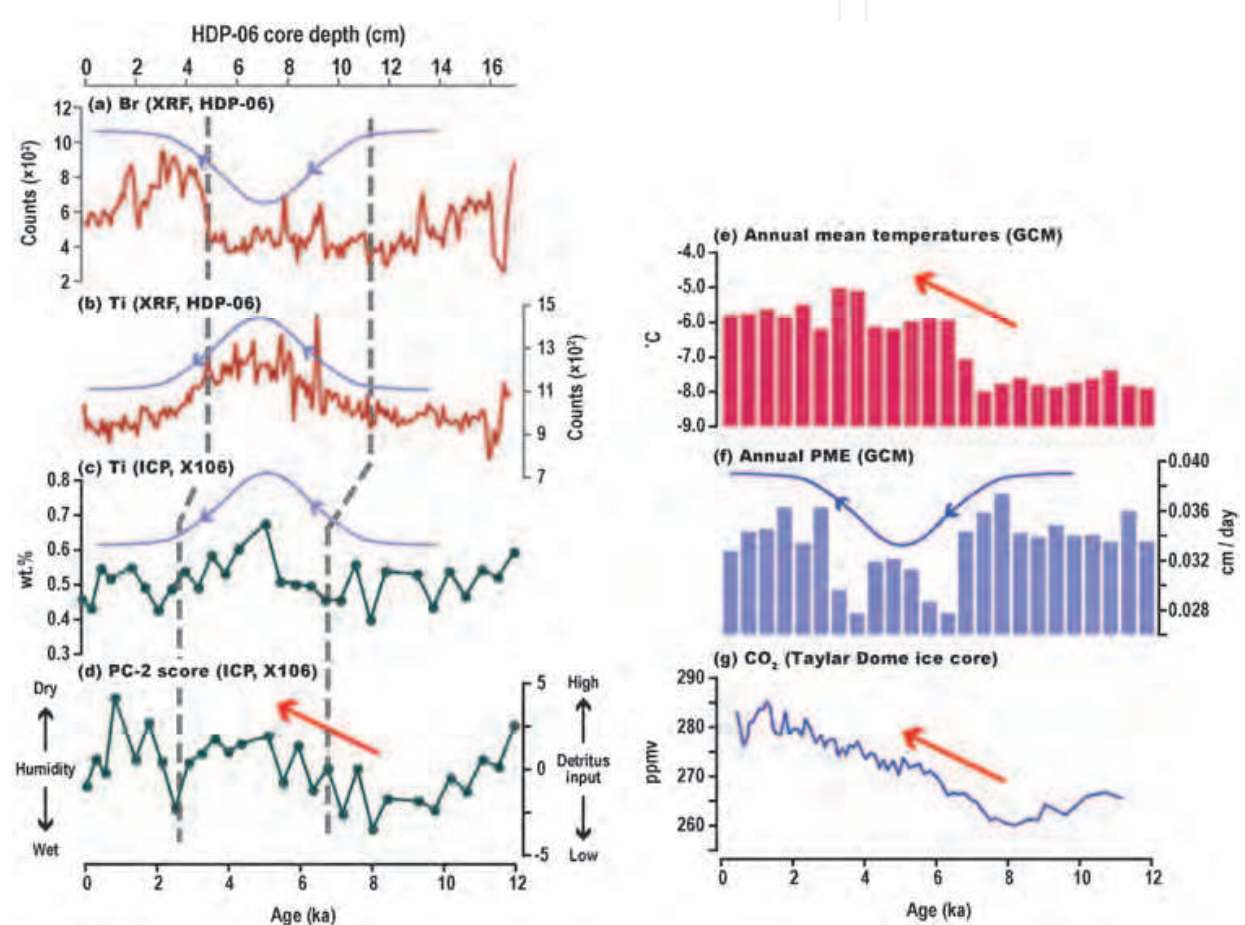 HDP-06 core depth (cm)
0 2 4 6 8 10 12 14 16
(a) Br (XRF, HDP-06)
12
10
8
6
4
2
Counts (×10²)
(b) Ti (XRF, HDP-06)
15
13
11
9
7
Counts (×10²)
(c) Ti (ICP, X106)
0.8
0.7
0.6
0.5
0.4
0.3
wt.%
(d) PC-2 score (ICP, X106)
Dry
Humidity
Wet
5
0
-5
High
Detritus
input
Low
0 2 4 6 8 10 12
Age (ka)
(e) Annual mean temperatures (GCM)
-4.0
-5.0
-6.0
-7.0
-8.0
-9.0
°C
(f) Annual PME (GCM)
0.040
0.036
0.032
0.028
cm / day
(g) CO₂ (Taylar Dome ice core)
290
280
270
260
ppmv
0 2 4 6 8 10 12
Age (ka)